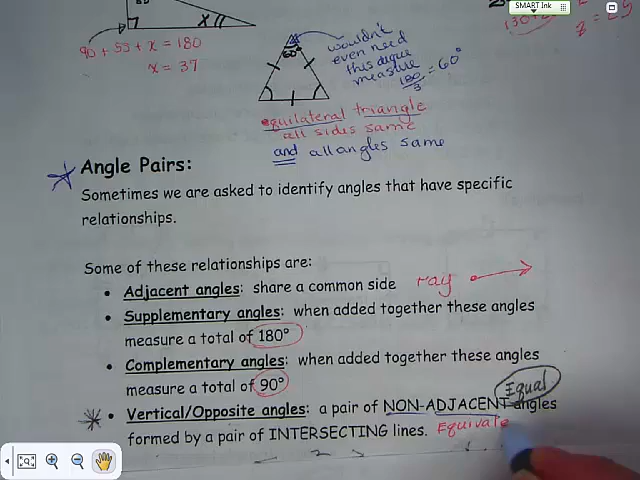 SMART Ink
x
90 + 53 + x = 180
x = 37
60°
wouldn't
even need
this degree
measure
180/3 = 60°
equilateral triangle
all sides same
and all angles same
Angle Pairs:
Sometimes we are asked to identify angles that have specific
relationships.
Some of these relationships are:
• Adjacent angles: share a common side ray
• Supplementary angles: when added together these angles
measure a total of 180°
• Complementary angles: when added together these angles
measure a total of 90°
Equal
• Vertical/Opposite angles: a pair of NON-ADJACENT angles
formed by a pair of INTERSECTING lines. Equivale